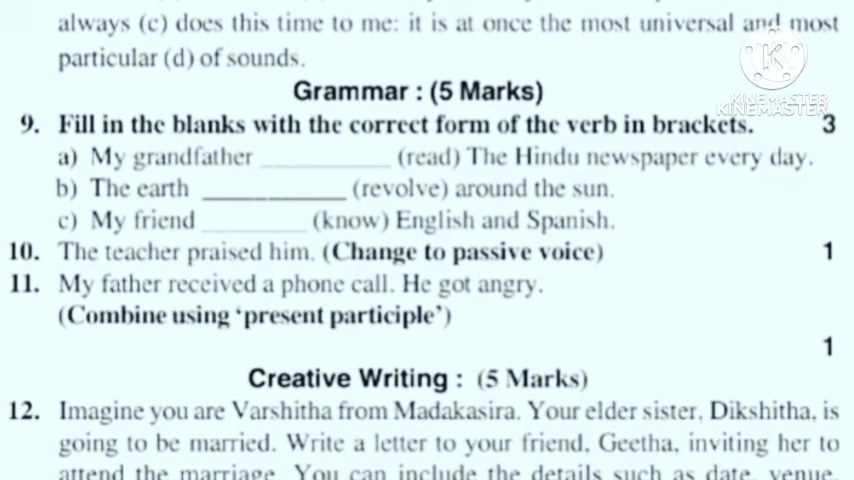 always (c) does this time to me: it is at once the most universal and most
particular (d) of sounds.
Grammar : (5 Marks)
9. Fill in the blanks with the correct form of the verb in brackets. 3
a) My grandfather __________ (read) The Hindu newspaper every day.
b) The earth __________ (revolve) around the sun.
c) My friend ________ (know) English and Spanish.
10. The teacher praised him. (Change to passive voice) 1
11. My father received a phone call. He got angry.
(Combine using ‘present participle’)
1
Creative Writing : (5 Marks)
12. Imagine you are Varshitha from Madakasira. Your elder sister, Dikshitha, is
going to be married. Write a letter to your friend, Geetha, inviting her to
attend the marriage. You can include the details such as date, venue,
K
KINEMASTER
KINEMASTER